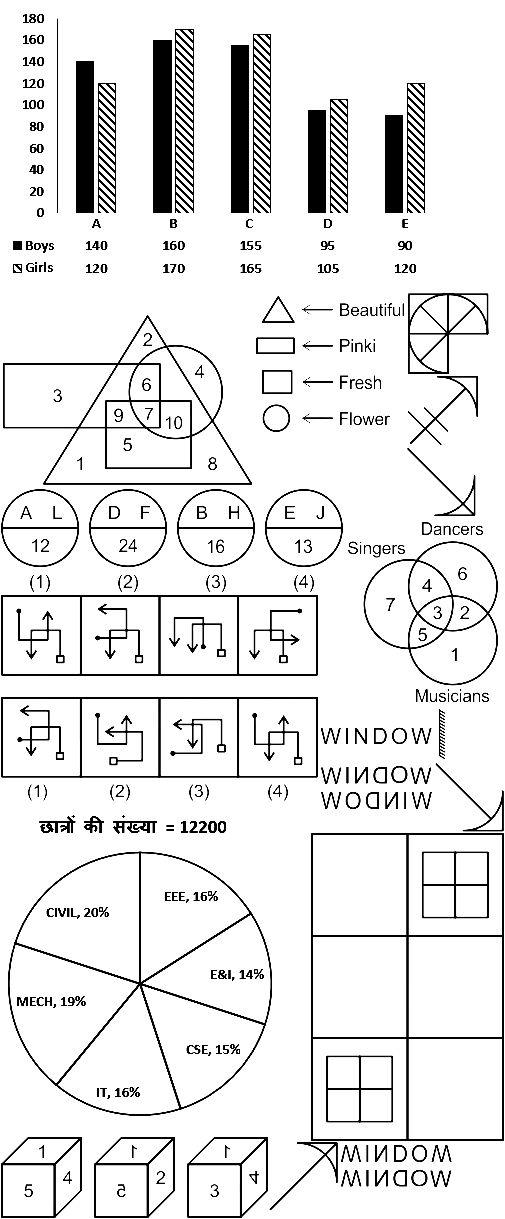 180
160
140
120
100
80
60
40
20
0
A B C D E
Boys 140 160 155 95 90
Girls 120 170 165 105 120
Beautiful
Pinki
Fresh
Flower
2
4
3
6
9 7 10
5
1 8
A L D F B H E J
12 24 16 13
(1) (2) (3) (4)
Dancers
Singers
6
4
7 3 2
5
1
Musicians
WINDOW
(1) (2) (3) (4)
छात्रों की संख्या = 12200
EEE, 16%
CIVIL, 20%
E&I, 14%
MECH, 19%
CSE, 15%
IT, 16%
1 1 1
5 4 5 2 3 4